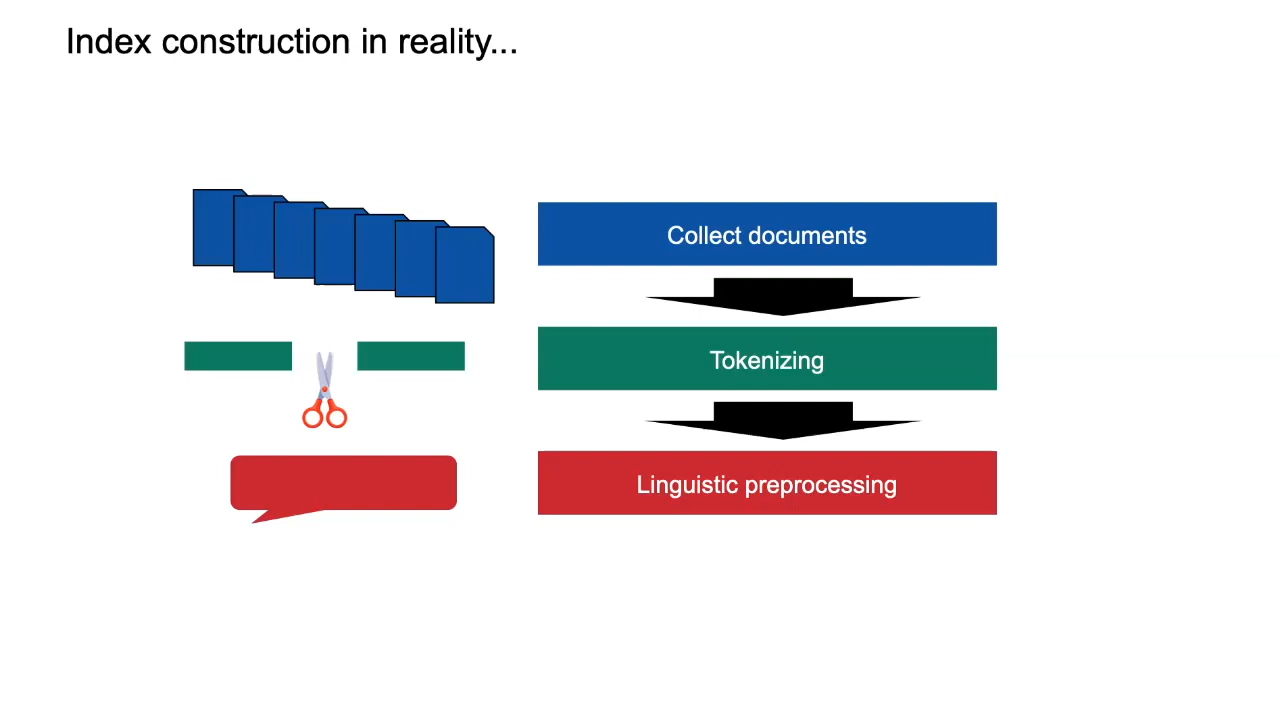 Index construction in reality...
Collect documents
Tokenizing
Linguistic preprocessing